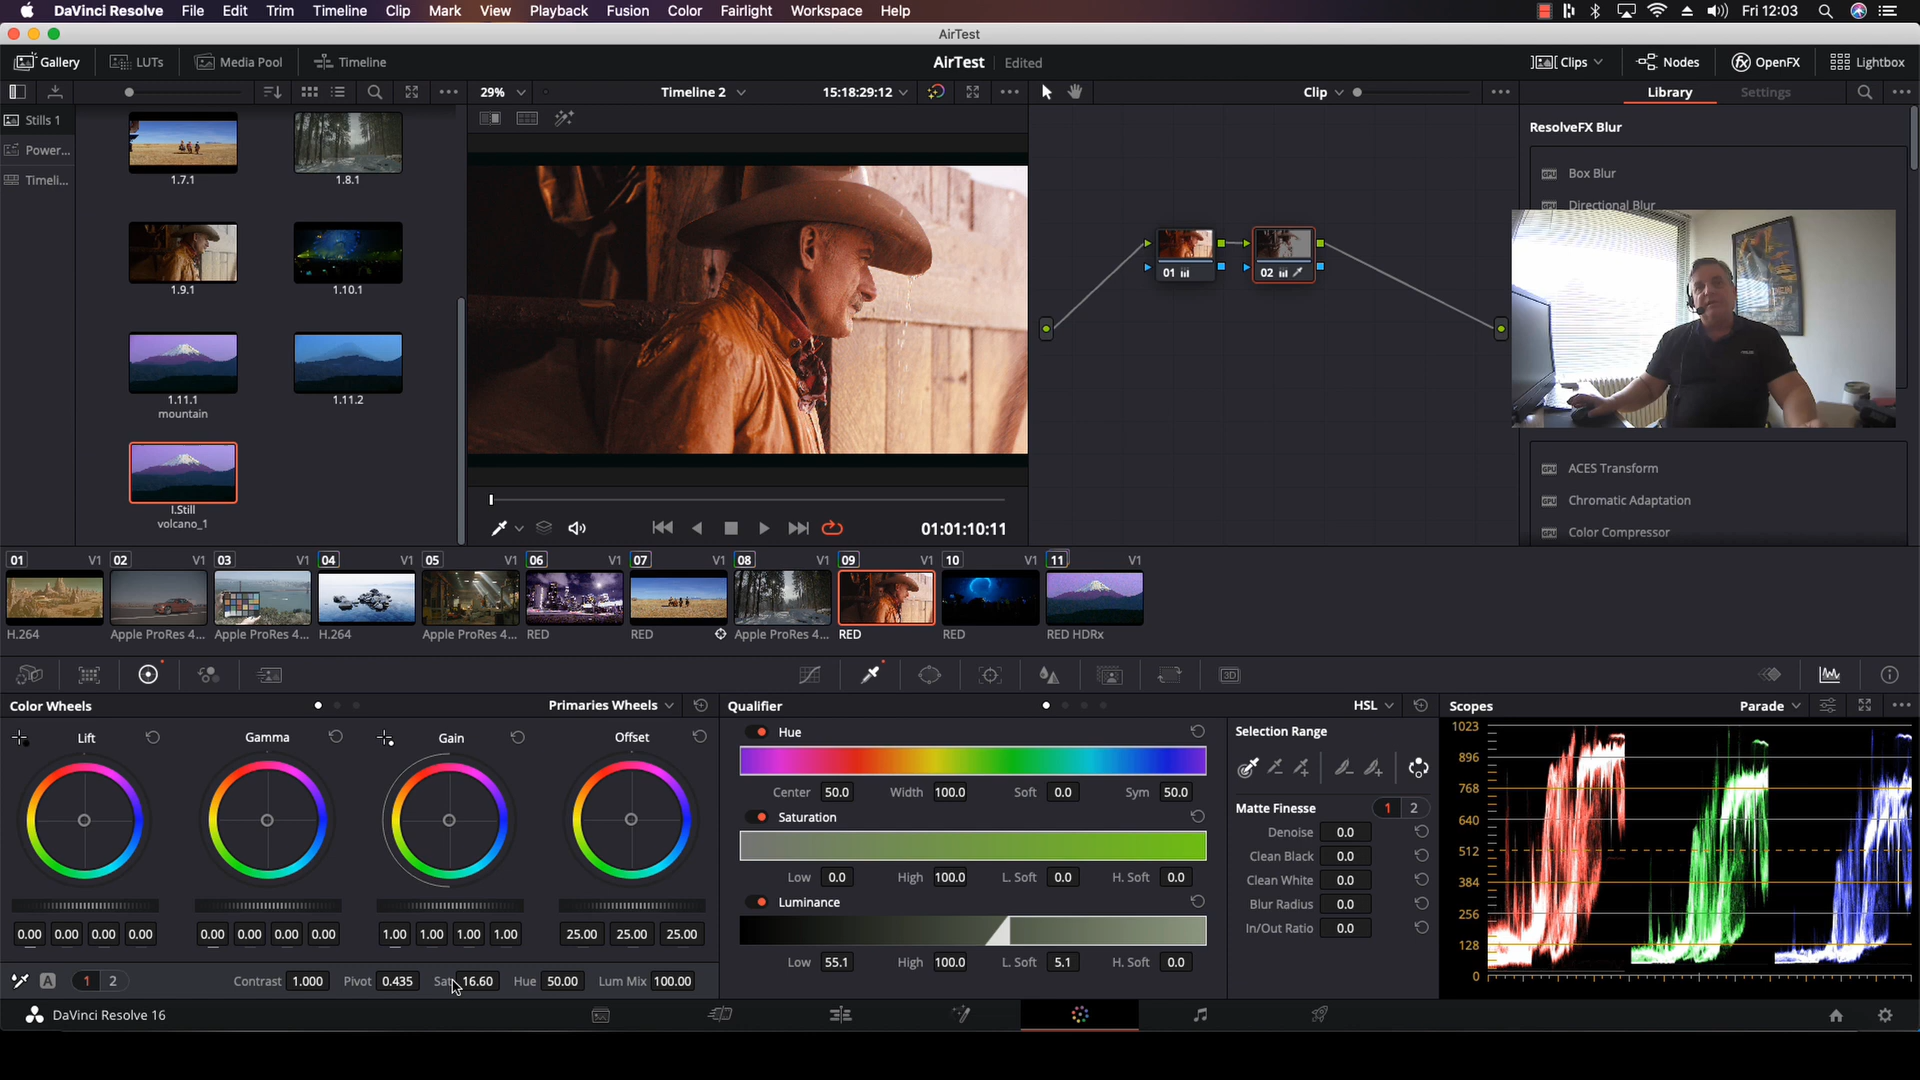 DaVinci Resolve File Edit Trim Timeline Clip Mark View Playback Fusion Color Fairlight Workspace Help Fri 12:03
AirTest
Gallery LUTs Media Pool Timeline AirTest Edited Clips Nodes OpenFX Lightbox
29% Timeline 2 15:18:29:12 Clip Library Settings
Stills 1
Power...
Timeli...
1.7.1 1.8.1
1.9.1 1.10.1
1.11.1 1.11.2
mountain
I.Still
volcano_1
01:01:10:11
01 02
ResolveFX Blur
Box Blur
Directional Blur
ACES Transform
Chromatic Adaptation
Color Compressor
01 V1 02 V1 03 V1 04 V1 05 V1 06 V1 07 V1 08 V1 09 V1 10 V1 11 V1
H.264 Apple ProRes 4... Apple ProRes 4... H.264 Apple ProRes 4... RED RED Apple ProRes 4... RED RED RED HDRx
3D
Color Wheels Primaries Wheels
Lift Gamma Gain Offset
0.00 0.00 0.00 0.00 0.00 0.00 0.00 0.00 1.00 1.00 1.00 1.00 25.00 25.00 25.00
A 1 2 Contrast 1.000 Pivot 0.435 Sat 16.60 Hue 50.00 Lum Mix 100.00
Qualifier HSL
Hue
Center 50.0 Width 100.0 Soft 0.0 Sym 50.0
Saturation
Low 0.0 High 100.0 L. Soft 0.0 H. Soft 0.0
Luminance
Low 55.1 High 100.0 L. Soft 5.1 H. Soft 0.0
Selection Range
Matte Finesse 1 2
Denoise 0.0
Clean Black 0.0
Clean White 0.0
Blur Radius 0.0
In/Out Ratio 0.0
Scopes Parade
1023
896
768
640
512
384
256
128
0
DaVinci Resolve 16